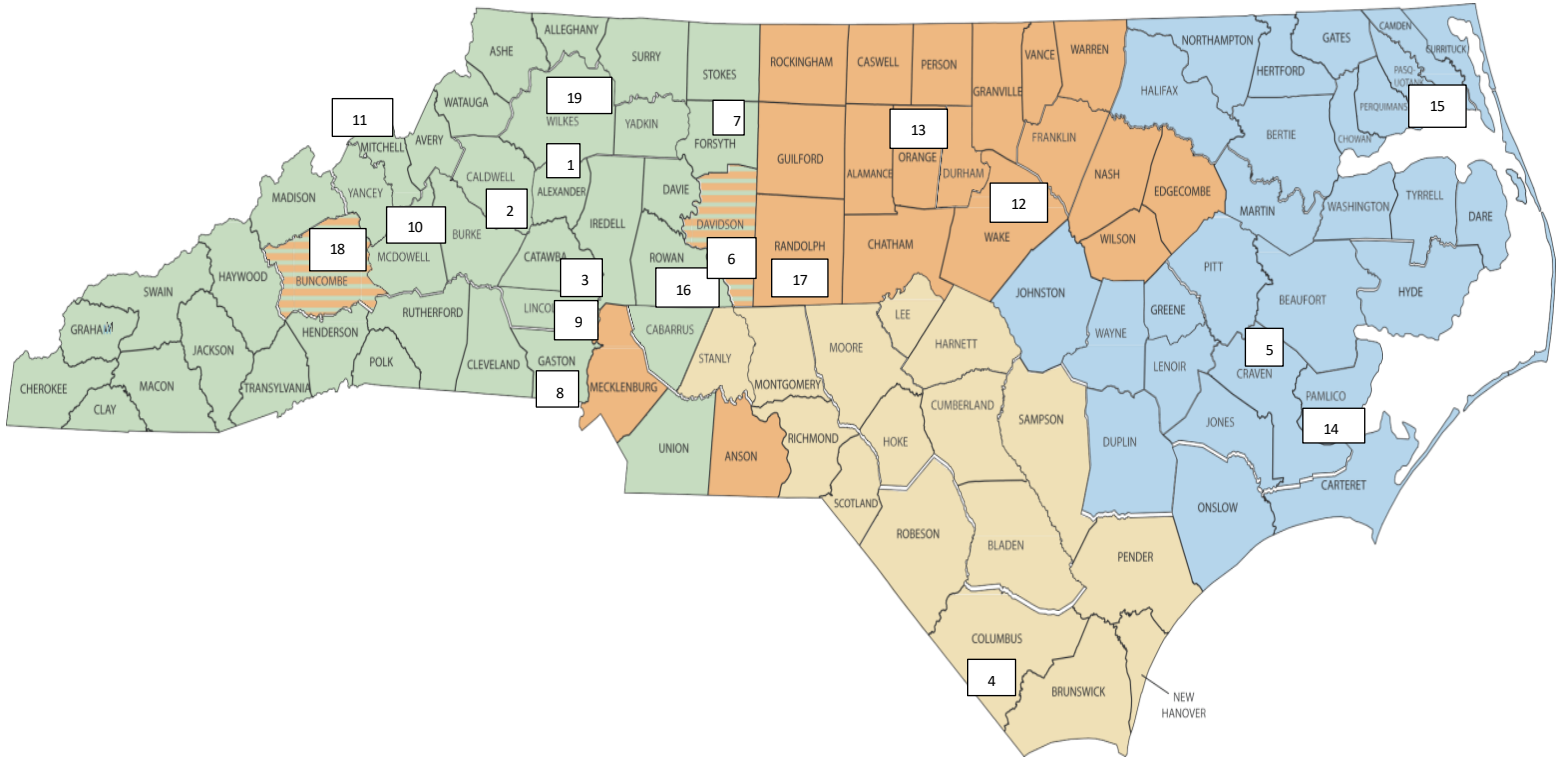 ALLEGHANY
ASHE
SURRY
STOKES
ROCKINGHAM
CASWELL
PERSON
VANCE
WARREN
NORTHAMPTON
GATES
CAMDEN
CURRITUCK
GRANVILLE
HERTFORD
PASQ-
UOTANK
HALIFAX
WATAUGA
19
WILKES
YADKIN
7
FORSYTH
13
PERQUIMANS
15
11
MITCHELL
AVERY
FRANKLIN
BERTIE
CHOWAN
1
GUILFORD
ORANGE
ALAMANCE
DURHAM
NASH
EDGECOMBE
CALDWELL
ALEXANDER
DAVIE
MADISON
YANCEY
2
12
MARTIN
WASHINGTON
TYRRELL
DARE
10
BURKE
IREDELL
DAVIDSON
WAKE
WILSON
18
MCDOWELL
CATAWBA
ROWAN
6
RANDOLPH
CHATHAM
PITT
HAYWOOD
BUNCOMBE
3
16
17
JOHNSTON
BEAUFORT
HYDE
SWAIN
RUTHERFORD
9
LEE
GREENE
GRAHAM
HENDERSON
CABARRUS
MOORE
HARNETT
WAYNE
JACKSON
POLK
CLEVELAND
GASTON
STANLY
5
LENOIR
CRAVEN
CHEROKEE
MACON
TRANSYLVANIA
8
MECKLENBURG
MONTGOMERY
CUMBERLAND
PAMLICO
CLAY
SAMPSON
JONES
14
UNION
ANSON
RICHMOND
HOKE
DUPLIN
SCOTLAND
ONSLOW
CARTERET
ROBESON
BLADEN
PENDER
COLUMBUS
4
BRUNSWICK
NEW
HANOVER